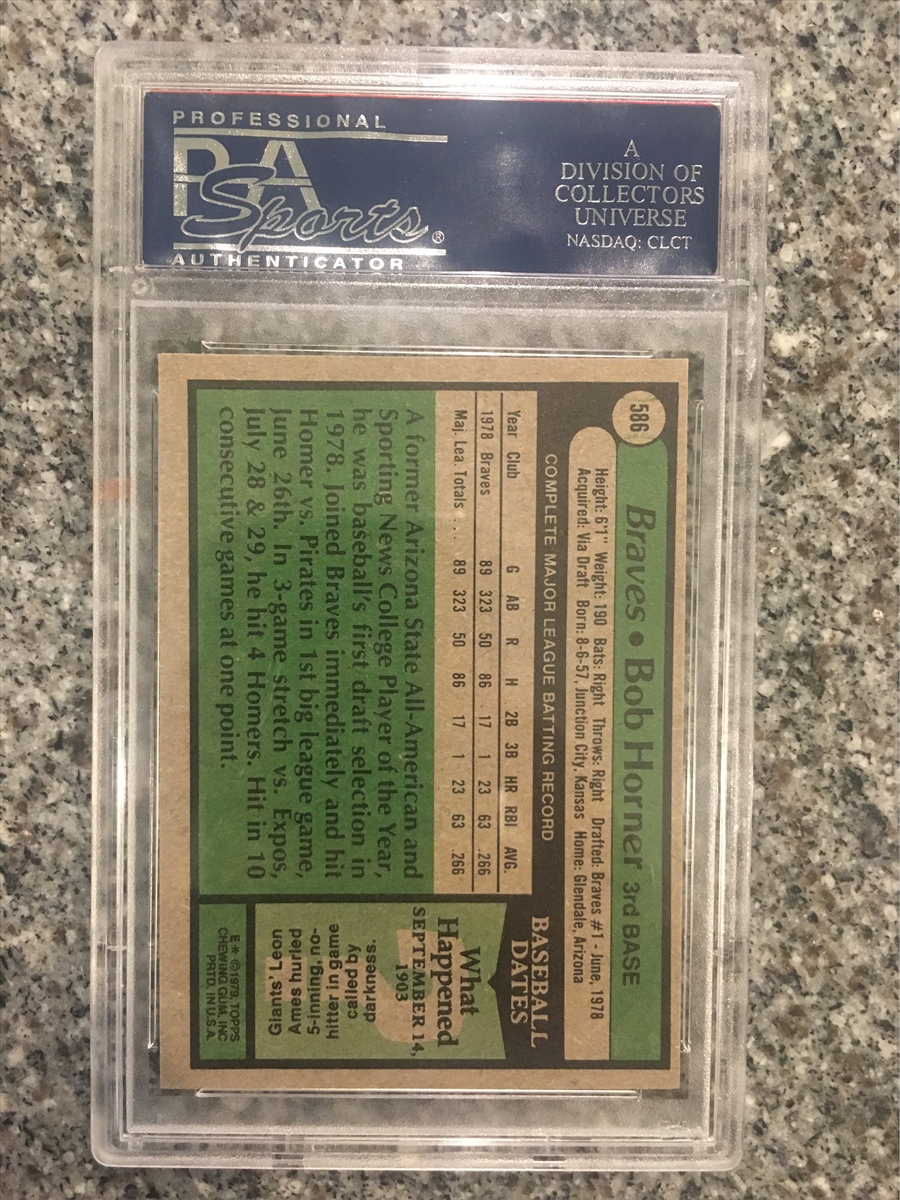 PROFESSIONAL
PSA
Sports®
AUTHENTICATOR
A
DIVISION OF
COLLECTORS
UNIVERSE
NASDAQ: CLCT
586
Braves • Bob Horner 3rd BASE
Height: 6'1" Weight: 190 Bats: Right Throws: Right Drafted: Braves #1 - June, 1978
Acquired: Via Draft Born: 8-6-57, Junction City, Kansas Home: Glendale, Arizona
COMPLETE MAJOR LEAGUE BATTING RECORD
Year Club G AB R H 2B 3B HR RBI AVG.
1978 Braves 89 323 50 86 17 1 23 63 .266
Maj. Lea. Totals . . . 89 323 50 86 17 1 23 63 .266
A former Arizona State All-American and
Sporting News College Player of the Year,
he was baseball's first draft selection in
1978. Joined Braves immediately and hit
Homer vs. Pirates in 1st big league game,
June 26th. In 3-game stretch vs. Expos,
July 28 & 29, he hit 4 Homers. Hit in 10
consecutive games at one point.
BASEBALL
DATES
What
Happened
SEPTEMBER 14,
1903
Giants' Leon
Ames hurled
5-inning, no-
hitter in game
called by
darkness.
E* ©1979, TOPPS
CHEWING GUM, INC
PRTD. IN U.S.A.